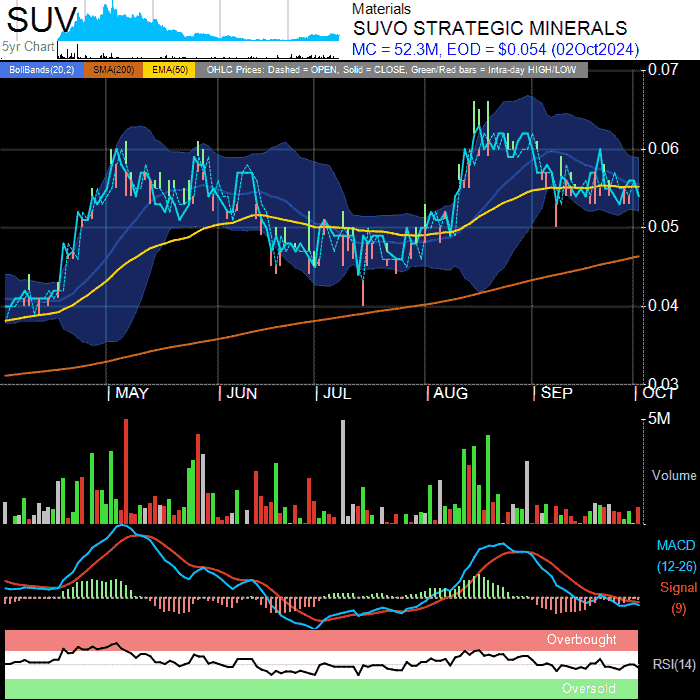 SUV
5yr Chart
Materials
SUVO STRATEGIC MINERALS
MC = 52.3M, EOD = $0.054 (02Oct2024)
BollBands(20,2) SMA(200) EMA(50) OHLC Prices: Dashed = OPEN, Solid = CLOSE, Green/Red bars = Intra-day HIGH/LOW
0.07
0.06
0.05
0.04
0.03
MAY JUN JUL AUG SEP OCT
5M
Volume
MACD
(12-26)
Signal
(9)
Overbought
RSI(14)
Oversold